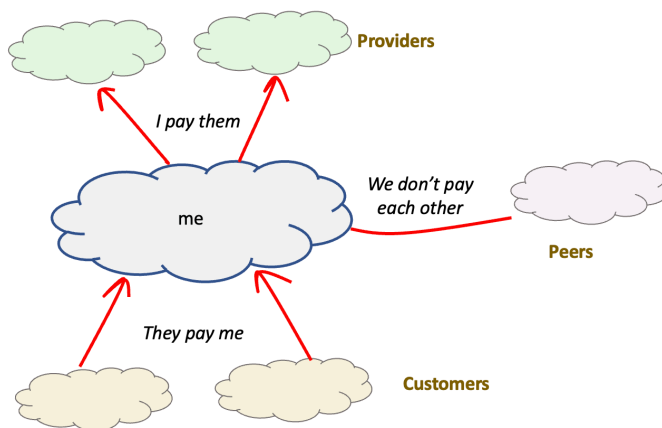 Providers
I pay them
We don't pay
each other
me
Peers
They pay me
Customers